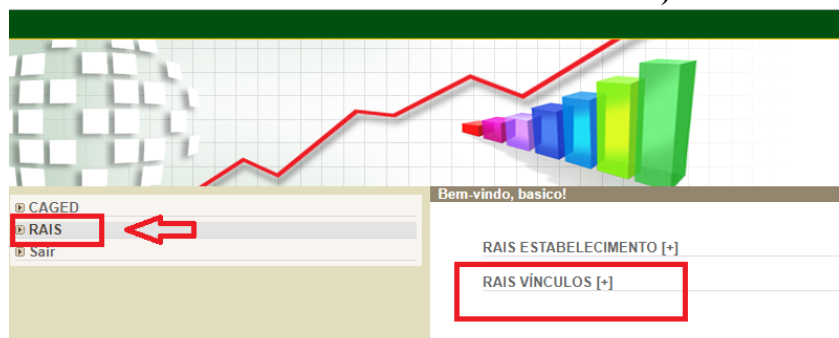 Bem-vindo, basico!
CAGED
RAIS
Sair
RAIS ESTABELECIMENTO [+]
RAIS VÍNCULOS [+]